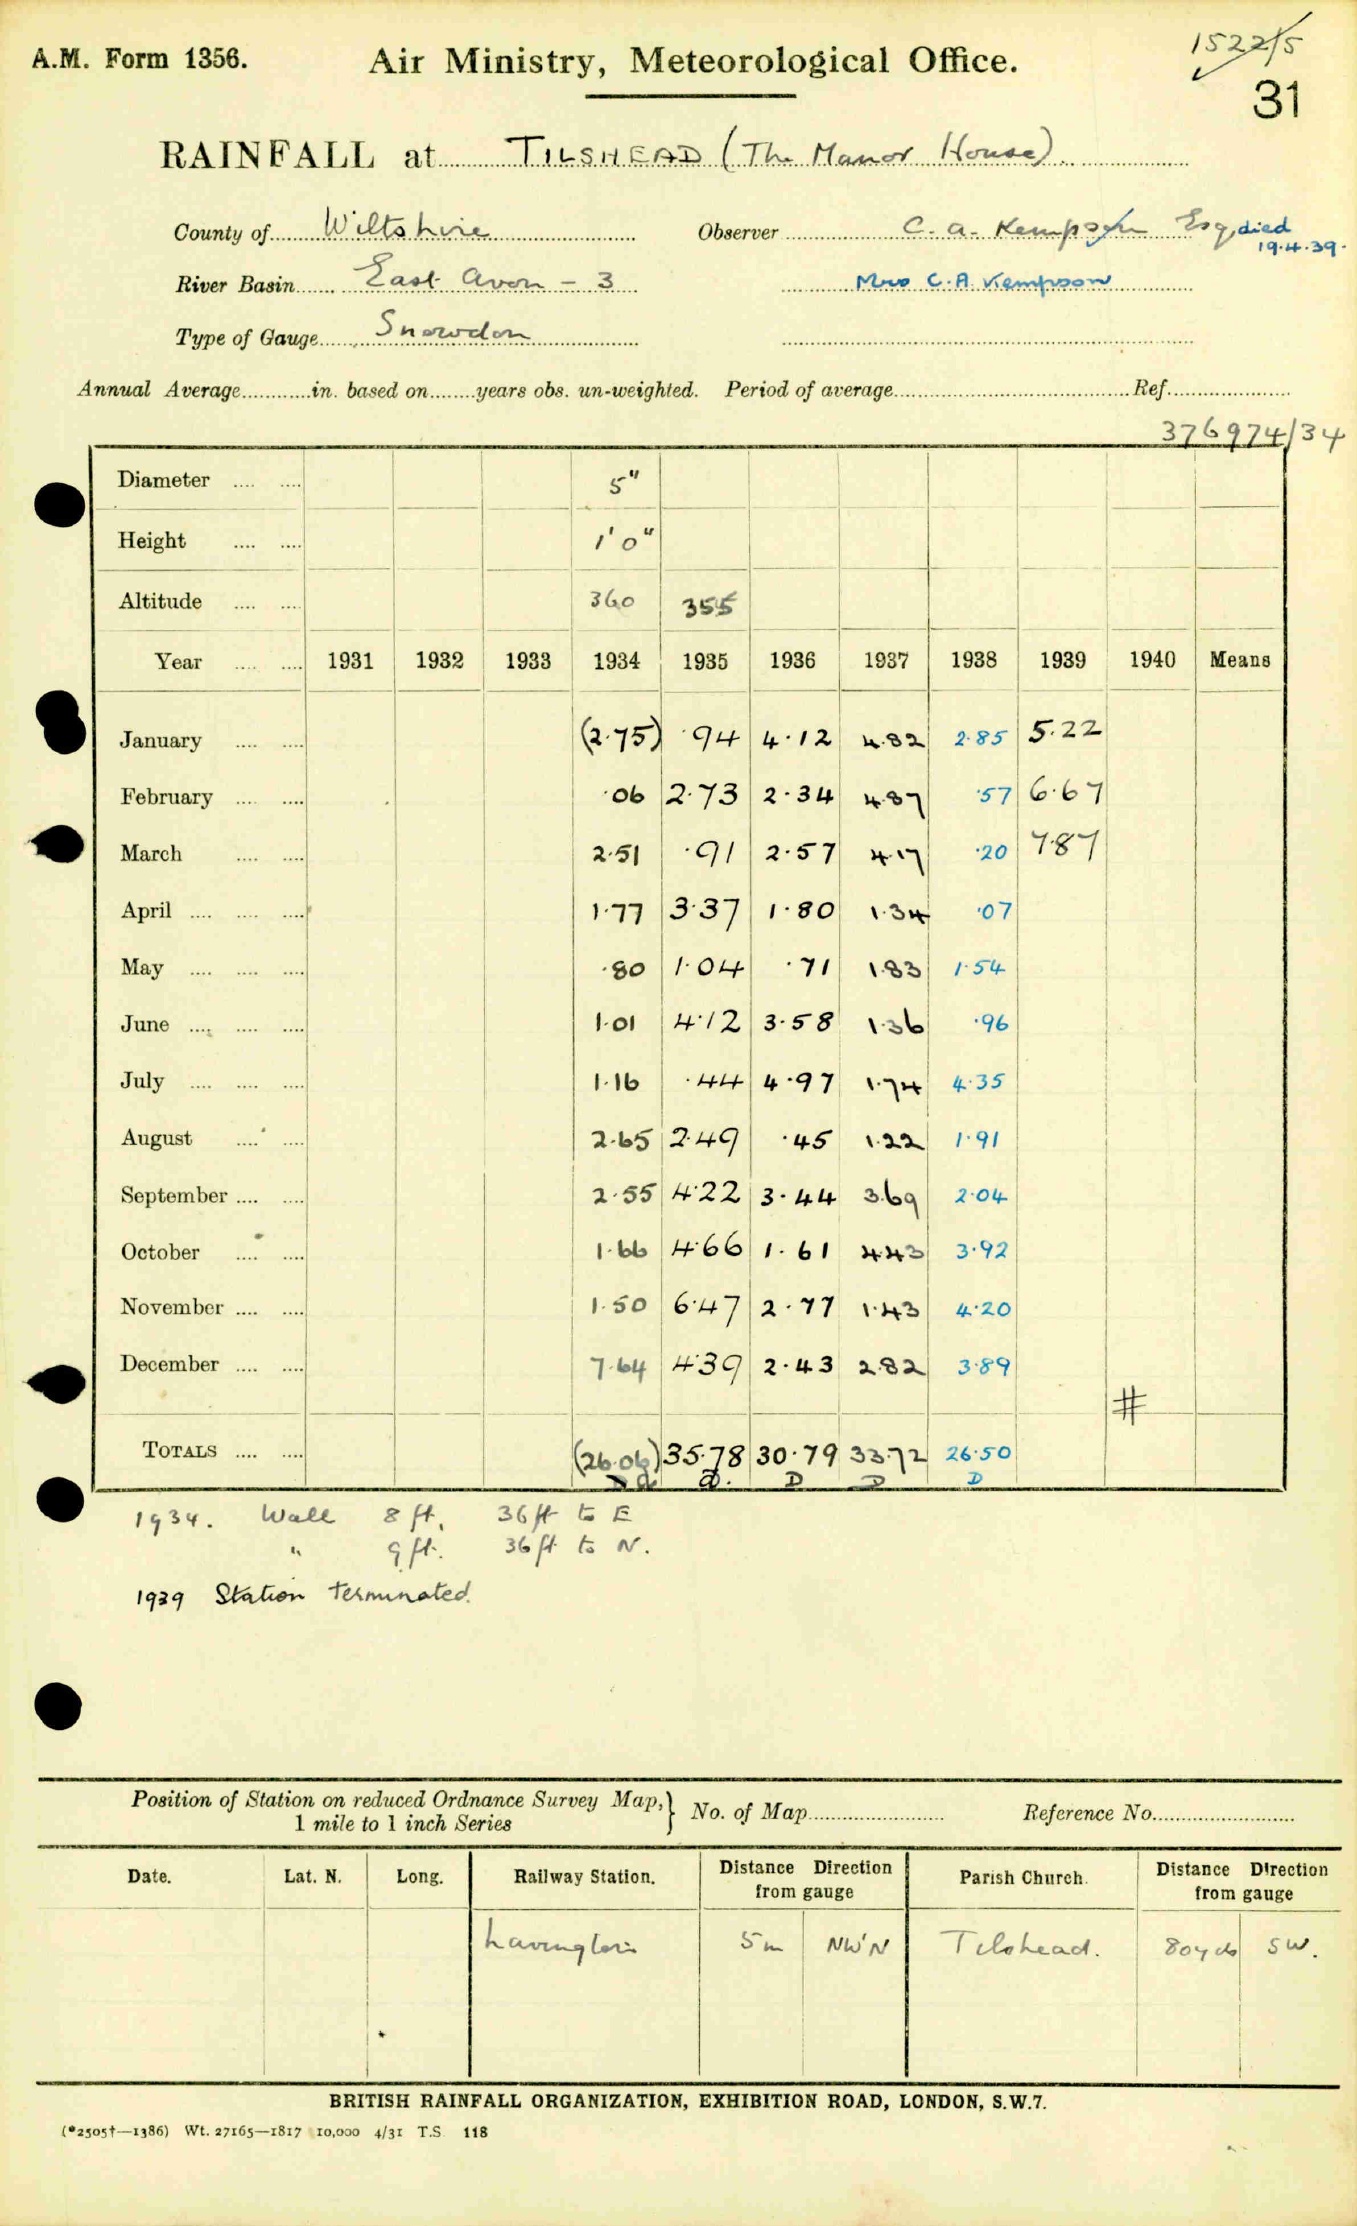 A.M. Form 1356. Air Ministry, Meteorological Office. 1522/5
31
RAINFALL at TILSHEAD (The Manor House)
County of Wiltshire Observer C. A. Kempson Esq. died 19.4.39.
River Basin East Avon – 3 Mrs C. A. Kempson
Type of Gauge Snowdon
Annual Average in. based on years obs. un-weighted. Period of average Ref.
376974/34
Diameter 5"
Height 1' 0"
Altitude 360 355
Year 1931 1932 1933 1934 1935 1936 1937 1938 1939 1940 Means
January (2.75) .94 4.12 4.82 2.85 5.22
February .06 2.73 2.34 4.87 .57 6.67
March 2.51 .91 2.57 4.17 .20 7.87
April 1.77 3.37 1.80 1.34 .07
May .80 1.04 .71 1.83 1.54
June 1.01 4.12 3.58 1.36 .96
July 1.16 .44 4.97 1.74 4.35
August 2.65 2.49 .45 1.22 1.91
September 2.55 4.22 3.44 3.69 2.04
October 1.66 4.66 1.61 4.43 3.92
November 1.50 6.47 2.77 1.43 4.20
December 7.64 4.39 2.43 2.82 3.89
#
TOTALS (26.06) 35.78 30.79 33.72 26.50
D d. D D D
1934. Wall 8 ft. 36 ft to E
" 9 ft. 36 ft to N.
1939 Station terminated.
Position of Station on reduced Ordnance Survey Map, 1 mile to 1 inch Series } No. of Map Reference No.
Date. Lat. N. Long. Railway Station. Distance Direction from gauge Parish Church. Distance Direction from gauge
Lavington 5 m NW'N Tilshead. 80 yds SW.
BRITISH RAINFALL ORGANIZATION, EXHIBITION ROAD, LONDON, S.W.7.
(*2505†—1386) Wt. 27165—1817 10,000 4/31 T.S. 118